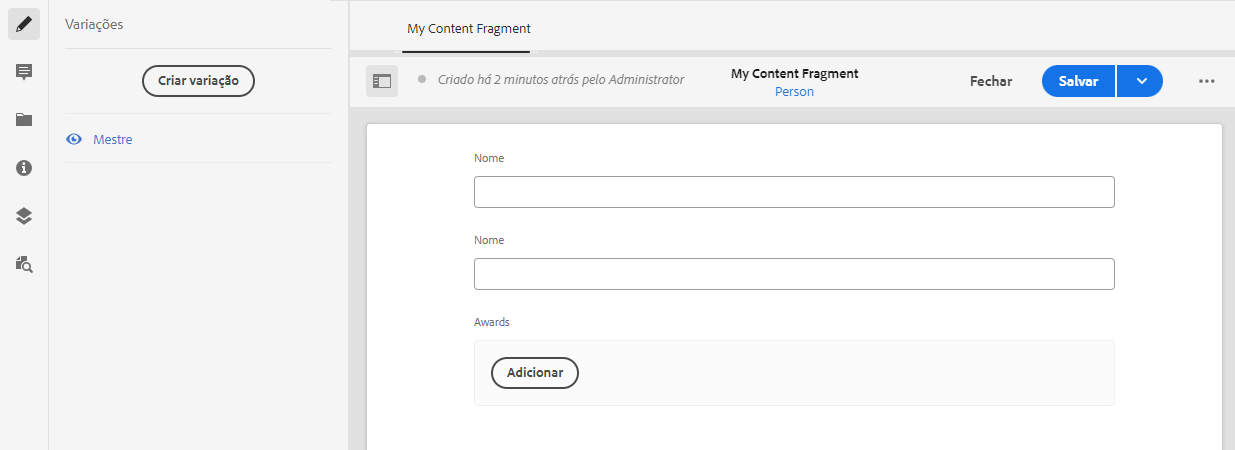 Variações
Criar variação
Mestre
My Content Fragment
Criado há 2 minutos atrás pelo Administrator
My Content Fragment
Person
Fechar
Salvar
Nome
Nome
Awards
Adicionar